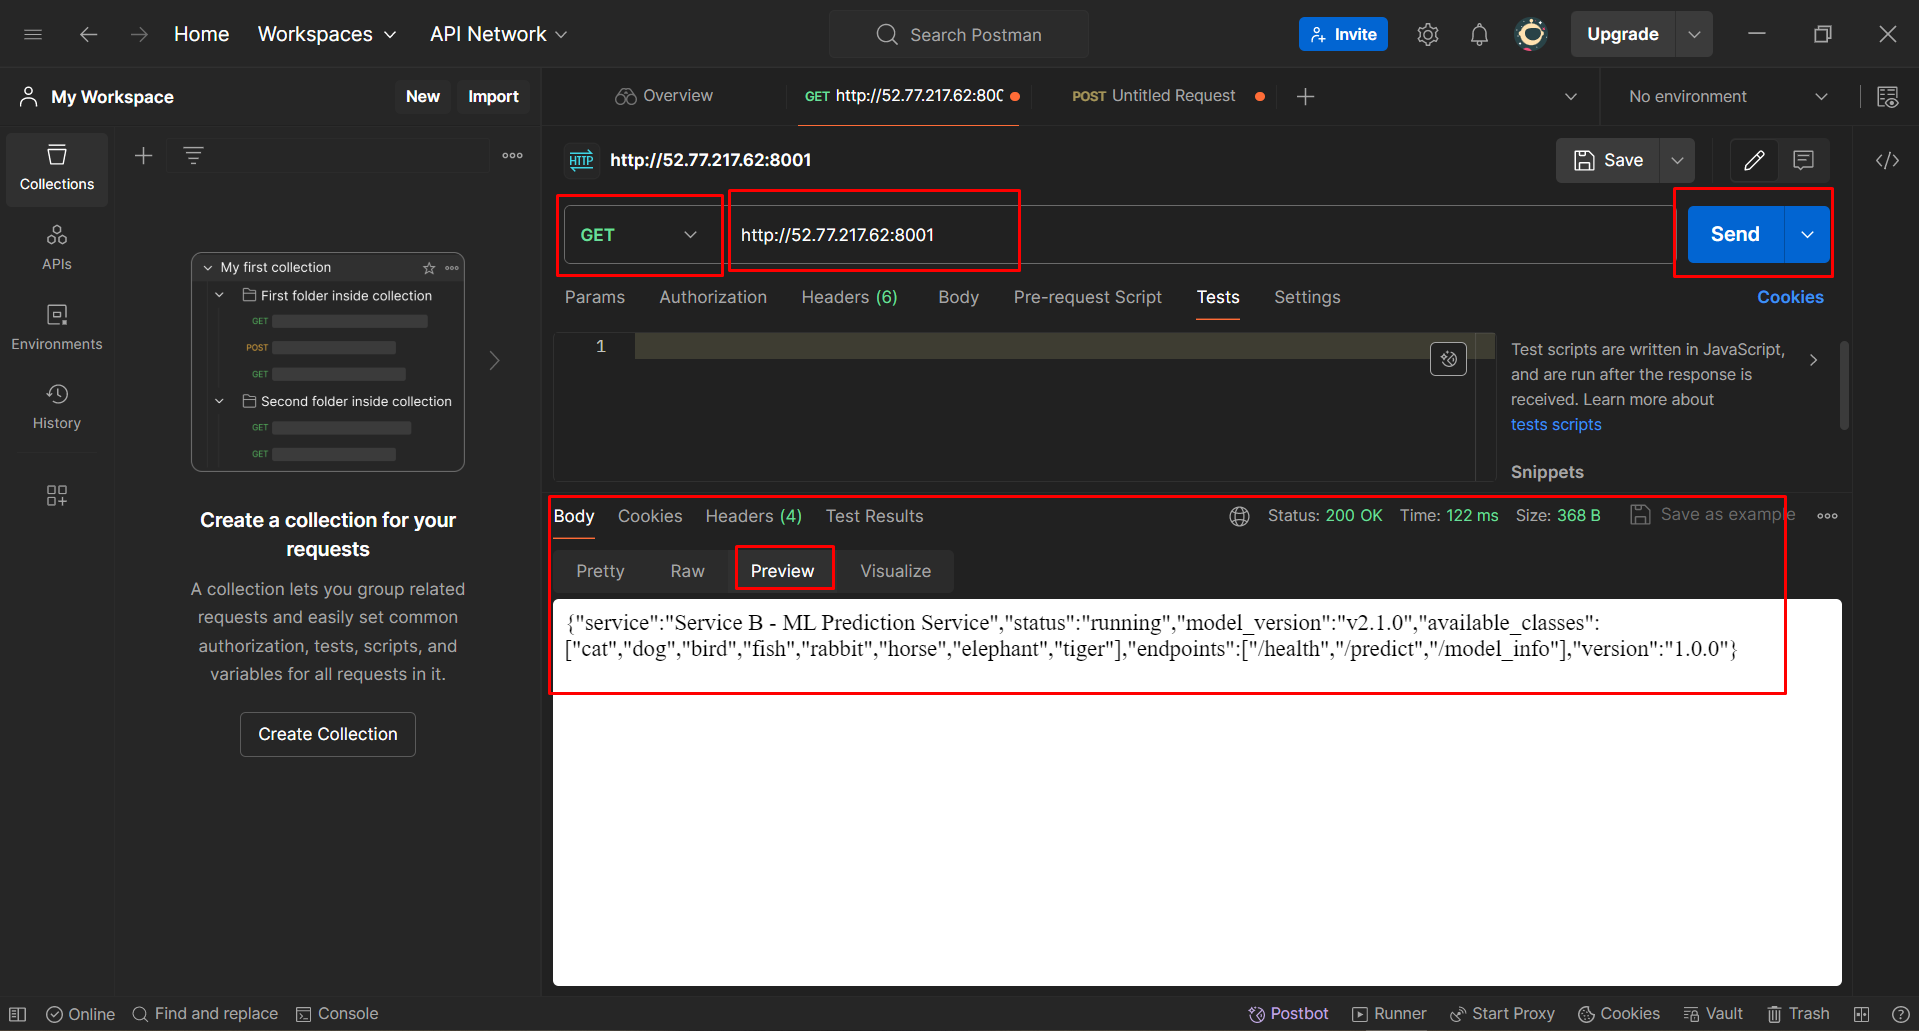 Home Workspaces API Network Search Postman Invite Upgrade
My Workspace New Import Overview GET http://52.77.217.62:800 POST Untitled Request No environment
Collections
APIs
Environments
History
My first collection
First folder inside collection
GET
POST
GET
Second folder inside collection
GET
GET
Create a collection for your
requests
A collection lets you group related
requests and easily set common
authorization, tests, scripts, and
variables for all requests in it.
Create Collection
HTTP http://52.77.217.62:8001 Save
GET http://52.77.217.62:8001 Send
Params Authorization Headers (6) Body Pre-request Script Tests Settings Cookies
1
Test scripts are written in JavaScript,
and are run after the response is
received. Learn more about
tests scripts
Snippets
Body Cookies Headers (4) Test Results Status: 200 OK Time: 122 ms Size: 368 B Save as example
Pretty Raw Preview Visualize
{"service":"Service B - ML Prediction Service","status":"running","model_version":"v2.1.0","available_classes":
["cat","dog","bird","fish","rabbit","horse","elephant","tiger"],"endpoints":["/health","/predict","/model_info"],"version":"1.0.0"}
Online Find and replace Console Postbot Runner Start Proxy Cookies Vault Trash